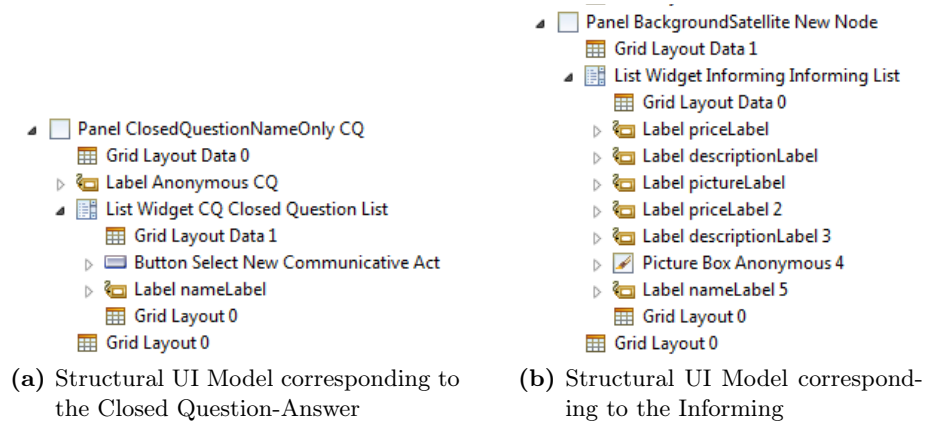 Panel ClosedQuestionNameOnly CQ
Grid Layout Data 0
Label Anonymous CQ
List Widget CQ Closed Question List
Grid Layout Data 1
Button Select New Communicative Act
Label nameLabel
Grid Layout 0
Grid Layout 0
(a) Structural UI Model corresponding to
the Closed Question-Answer
Panel BackgroundSatellite New Node
Grid Layout Data 1
List Widget Informing Informing List
Grid Layout Data 0
Label priceLabel
Label descriptionLabel
Label pictureLabel
Label priceLabel 2
Label descriptionLabel 3
Picture Box Anonymous 4
Label nameLabel 5
Grid Layout 0
Grid Layout 0
(b) Structural UI Model correspond-
ing to the Informing